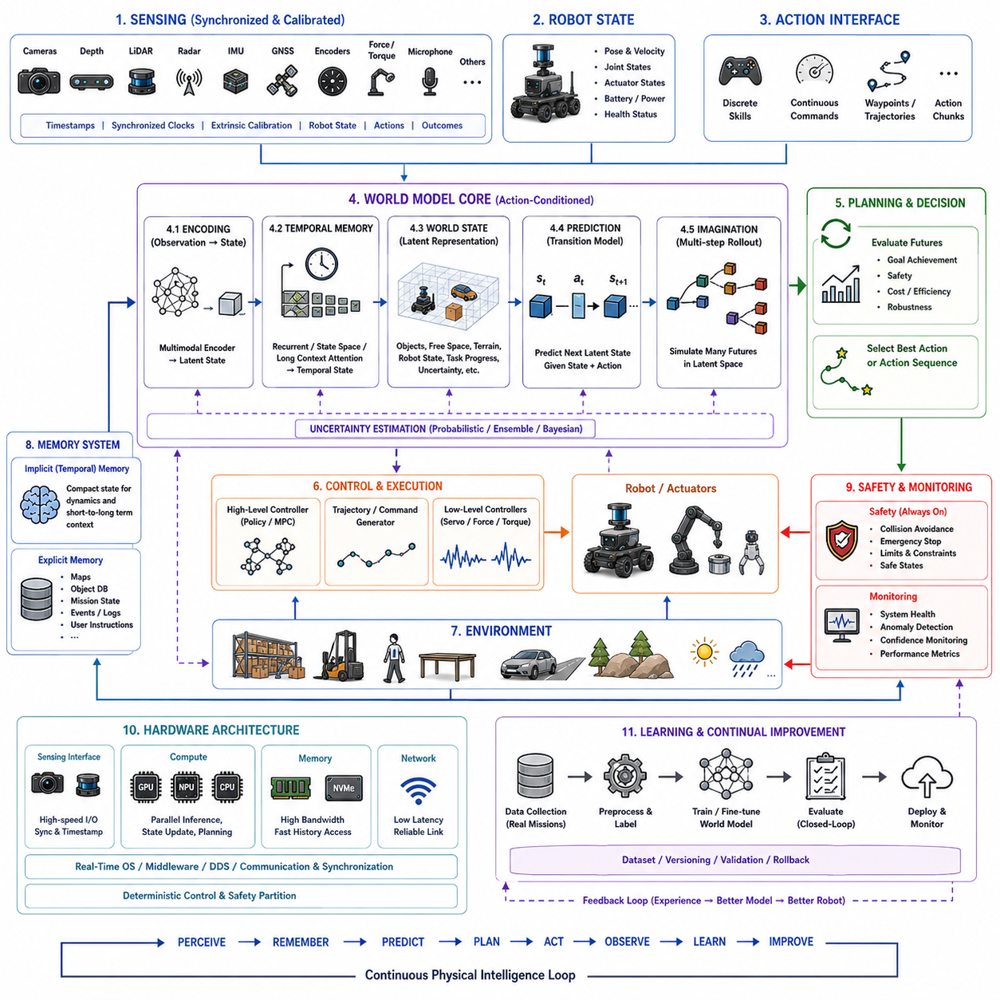 1. SENSING (Synchronized & Calibrated)
Cameras
Depth
LiDAR
Radar
IMU
GNSS
Encoders
Force /
Torque
Microphone
Others
...
Timestamps | Synchronized Clocks | Extrinsic Calibration | Robot State | Actions | Outcomes
2. ROBOT STATE
• Pose & Velocity
• Joint States
• Actuator States
• Battery / Power
• Health Status
3. ACTION INTERFACE
Discrete
Skills
Continuous
Commands
Waypoints /
Trajectories
...
Action
Chunks
4. WORLD MODEL CORE (Action-Conditioned)
4.1 ENCODING
(Observation → State)
Multimodal Encoder
→ Latent State
4.2 TEMPORAL MEMORY
Recurrent / State Space /
Long Context Attention
→ Temporal State
4.3 WORLD STATE
(Latent Representation)
Objects, Free Space, Terrain,
Robot State, Task Progress,
Uncertainty, etc.
4.4 PREDICTION
(Transition Model)
st at st+1
...
Predict Next Latent State
Given State + Action
4.5 IMAGINATION
(Multi-step Rollout)
Simulate Many Futures
in Latent Space
UNCERTAINTY ESTIMATION (Probabilistic / Ensemble / Bayesian)
5. PLANNING & DECISION
Evaluate Futures
• Goal Achievement
• Safety
• Cost / Efficiency
• Robustness
Select Best Action
or Action Sequence
8. MEMORY SYSTEM
Implicit (Temporal) Memory
Compact state for
dynamics and
short-to-long term
context
Explicit Memory
• Maps
• Object DB
• Mission State
• Events / Logs
• User Instructions
• ...
6. CONTROL & EXECUTION
High-Level Controller
(Policy / MPC)
Trajectory / Command
Generator
Low-Level Controllers
(Servo / Force / Torque)
Robot / Actuators
9. SAFETY & MONITORING
Safety (Always On)
• Collision Avoidance
• Emergency Stop
• Limits & Constraints
• Safe States
Monitoring
• System Health
• Anomaly Detection
• Confidence Monitoring
• Performance Metrics
7. ENVIRONMENT
...
10. HARDWARE ARCHITECTURE
Sensing Interface
High-speed I/O
Sync & Timestamp
Compute
GPU
NPU
CPU
Parallel Inference,
State Update, Planning
Memory
NVMe
High Bandwidth
Fast History Access
Network
Low Latency
Reliable Link
Real-Time OS / Middleware / DDS / Communication & Synchronization
Deterministic Control & Safety Partition
11. LEARNING & CONTINUAL IMPROVEMENT
Data Collection
(Real Missions)
Preprocess &
Label
Train / Fine-tune
World Model
Evaluate
(Closed-Loop)
Deploy &
Monitor
Dataset / Versioning / Validation / Rollback
Feedback Loop (Experience → Better Model → Better Robot)
PERCEIVE → REMEMBER → PREDICT → PLAN → ACT → OBSERVE → LEARN → IMPROVE
Continuous Physical Intelligence Loop